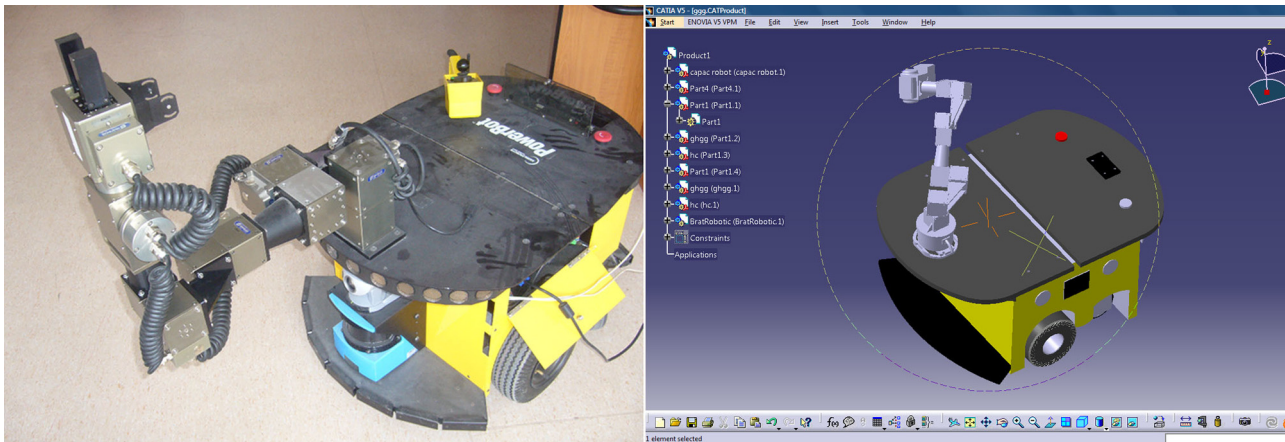 PowerBot
CATIA V5 - [ggg.CATProduct]
Start ENOVIA V5 VPM File Edit View Insert Tools Window Help
Product1
capac robot (capac robot.1)
Part4 (Part4.1)
Part1 (Part1.1)
Part1
ghgg (Part1.2)
hc (Part1.3)
Part1 (Part1.4)
ghgg (ghgg.1)
hc (hc.1)
BratRobotic (BratRobotic.1)
Constraints
Applications
z
f(x)
1 element selected